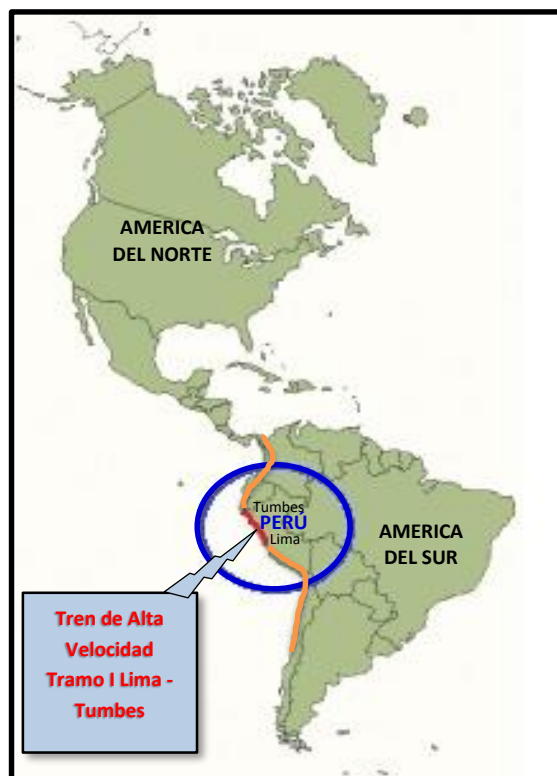 AMERICA
DEL NORTE
Tumbes
PERÚ
Lima
AMERICA
DEL SUR
Tren de Alta
Velocidad
Tramo I Lima -
Tumbes